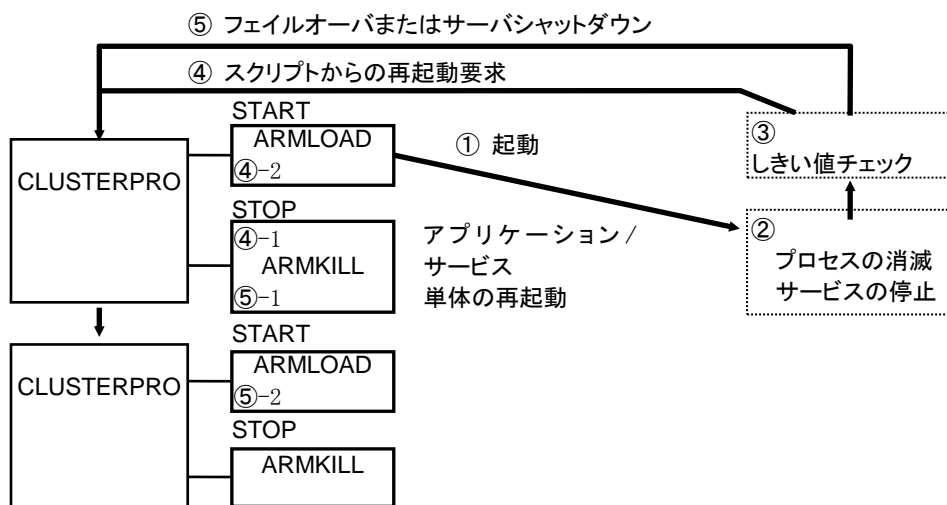 ⑤ フェイルオーバまたはサーバシャットダウン
④ スクリプトからの再起動要求
START
ARMLOAD
④-2
① 起動
③
しきい値チェック
CLUSTERPRO
STOP
④-1
ARMKILL
⑤-1
アプリケーション/
サービス
単体の再起動
②
プロセスの消滅
サービスの停止
START
ARMLOAD
⑤-2
CLUSTERPRO
STOP
ARMKILL